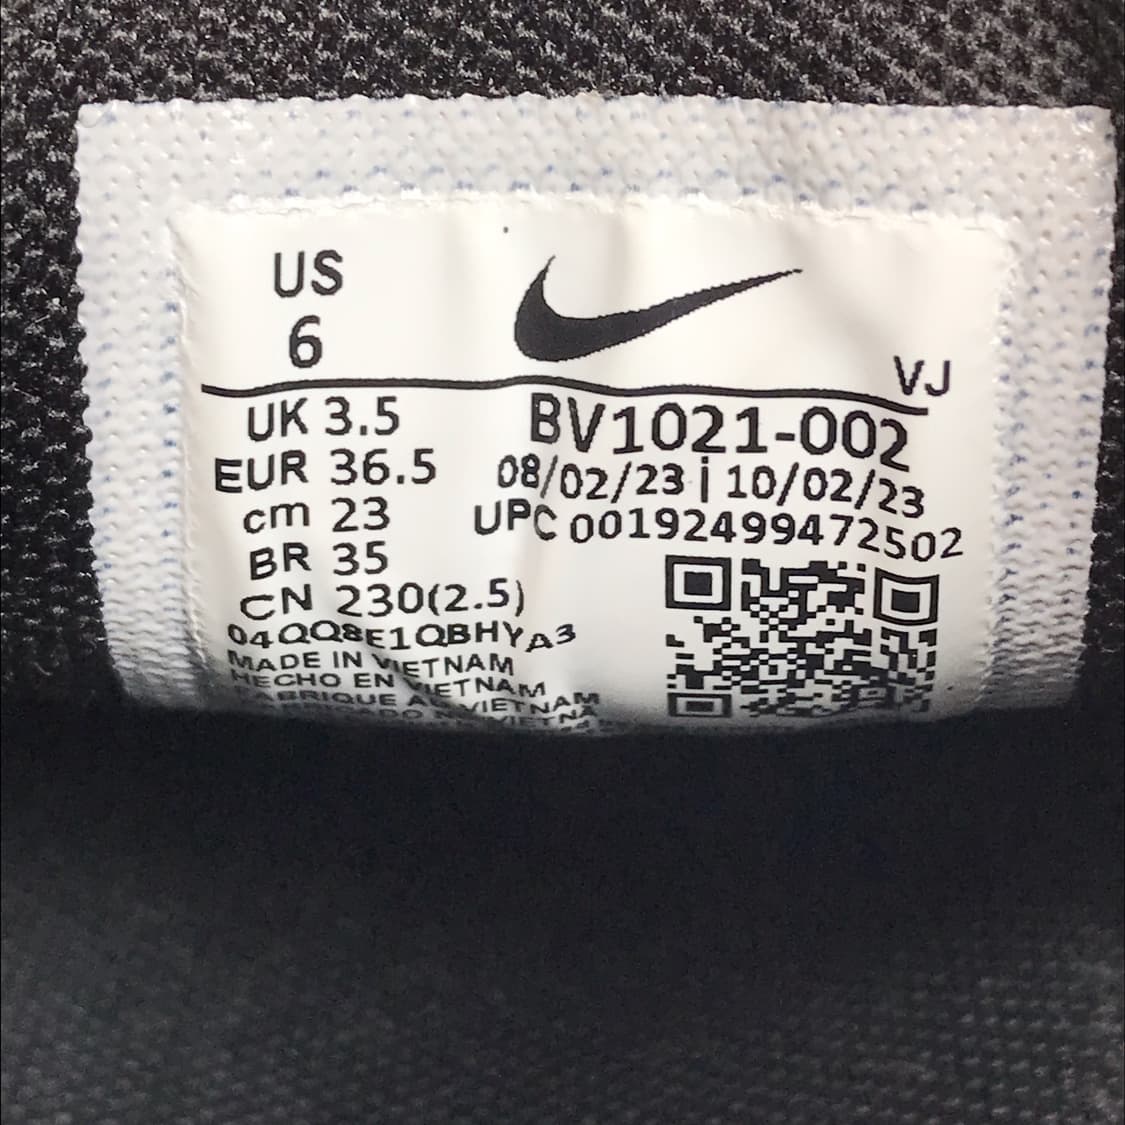 US
6
VJ
UK 3.5
EUR 36.5
cm 23
BR 35
CN 230(2.5)
04QQ8E1QBHYA3
MADE IN VIETNAM
HECHO EN VIETNAM
FABRIQUE AU VIETNAM
BV1021-002
08/02/23 i 10/02/23
UPC 00192499472502